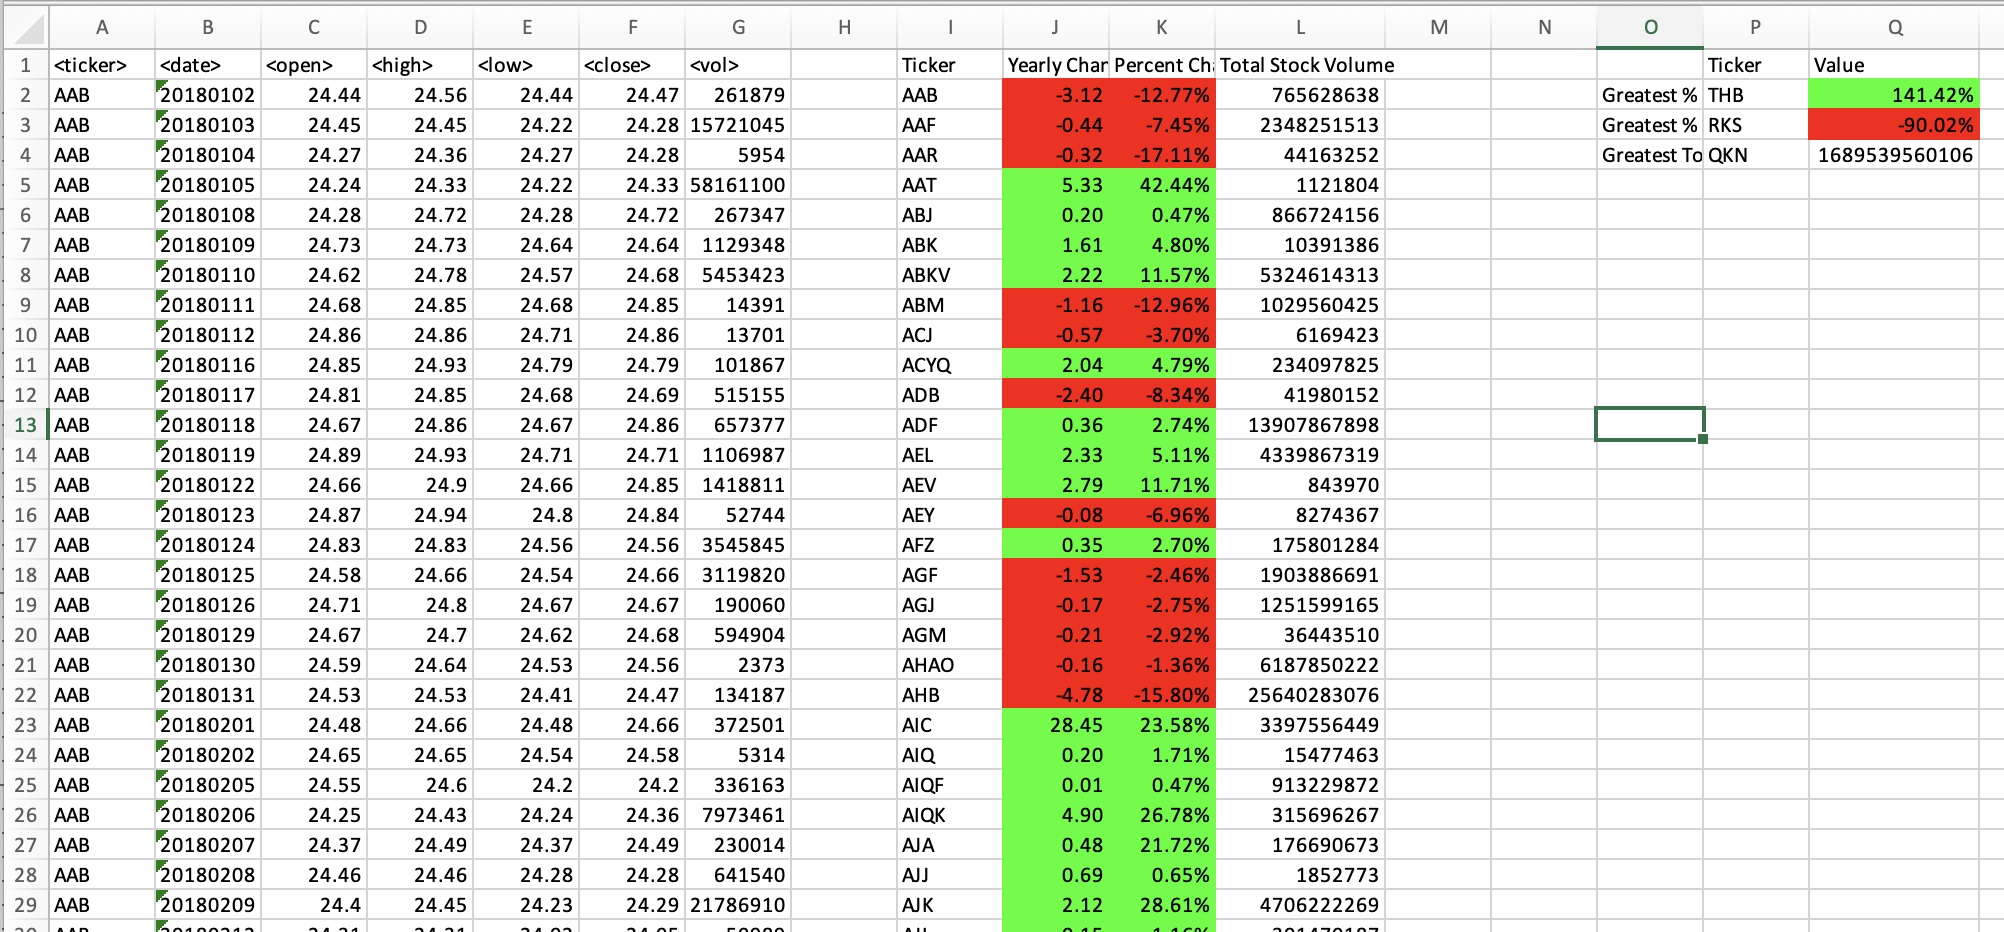 A B C D E F G H I J K L M N O P Q
1 <ticker> <date> <open> <high> <low> <close> <vol> Ticker Yearly Char Percent Ch Total Stock Volume Ticker Value
2 AAB 20180102 24.44 24.56 24.44 24.47 261879 AAB -3.12 -12.77% 765628638 Greatest % THB 141.42%
3 AAB 20180103 24.45 24.45 24.22 24.28 15721045 AAF -0.44 -7.45% 2348251513 Greatest % RKS -90.02%
4 AAB 20180104 24.27 24.36 24.27 24.28 5954 AAR -0.32 -17.11% 44163252 Greatest To QKN 1689539560106
5 AAB 20180105 24.24 24.33 24.22 24.33 58161100 AAT 5.33 42.44% 1121804
6 AAB 20180108 24.28 24.72 24.28 24.72 267347 ABJ 0.20 0.47% 866724156
7 AAB 20180109 24.73 24.73 24.64 24.64 1129348 ABK 1.61 4.80% 10391386
8 AAB 20180110 24.62 24.78 24.57 24.68 5453423 ABKV 2.22 11.57% 5324614313
9 AAB 20180111 24.68 24.85 24.68 24.85 14391 ABM -1.16 -12.96% 1029560425
10 AAB 20180112 24.86 24.86 24.71 24.86 13701 ACJ -0.57 -3.70% 6169423
11 AAB 20180116 24.85 24.93 24.79 24.79 101867 ACYQ 2.04 4.79% 234097825
12 AAB 20180117 24.81 24.85 24.68 24.69 515155 ADB -2.40 -8.34% 41980152
13 AAB 20180118 24.67 24.86 24.67 24.86 657377 ADF 0.36 2.74% 13907867898
14 AAB 20180119 24.89 24.93 24.71 24.71 1106987 AEL 2.33 5.11% 4339867319
15 AAB 20180122 24.66 24.9 24.66 24.85 1418811 AEV 2.79 11.71% 843970
16 AAB 20180123 24.87 24.94 24.8 24.84 52744 AEY -0.08 -6.96% 8274367
17 AAB 20180124 24.83 24.83 24.56 24.56 3545845 AFZ 0.35 2.70% 175801284
18 AAB 20180125 24.58 24.66 24.54 24.66 3119820 AGF -1.53 -2.46% 1903886691
19 AAB 20180126 24.71 24.8 24.67 24.67 190060 AGJ -0.17 -2.75% 1251599165
20 AAB 20180129 24.67 24.7 24.62 24.68 594904 AGM -0.21 -2.92% 36443510
21 AAB 20180130 24.59 24.64 24.53 24.56 2373 AHAO -0.16 -1.36% 6187850222
22 AAB 20180131 24.53 24.53 24.41 24.47 134187 AHB -4.78 -15.80% 25640283076
23 AAB 20180201 24.48 24.66 24.48 24.66 372501 AIC 28.45 23.58% 3397556449
24 AAB 20180202 24.65 24.65 24.54 24.58 5314 AIQ 0.20 1.71% 15477463
25 AAB 20180205 24.55 24.6 24.2 24.2 336163 AIQF 0.01 0.47% 913229872
26 AAB 20180206 24.25 24.43 24.24 24.36 7973461 AIQK 4.90 26.78% 315696267
27 AAB 20180207 24.37 24.49 24.37 24.49 230014 AJA 0.48 21.72% 176690673
28 AAB 20180208 24.46 24.46 24.28 24.28 641540 AJJ 0.69 0.65% 1852773
29 AAB 20180209 24.4 24.45 24.23 24.29 21786910 AJK 2.12 28.61% 4706222269